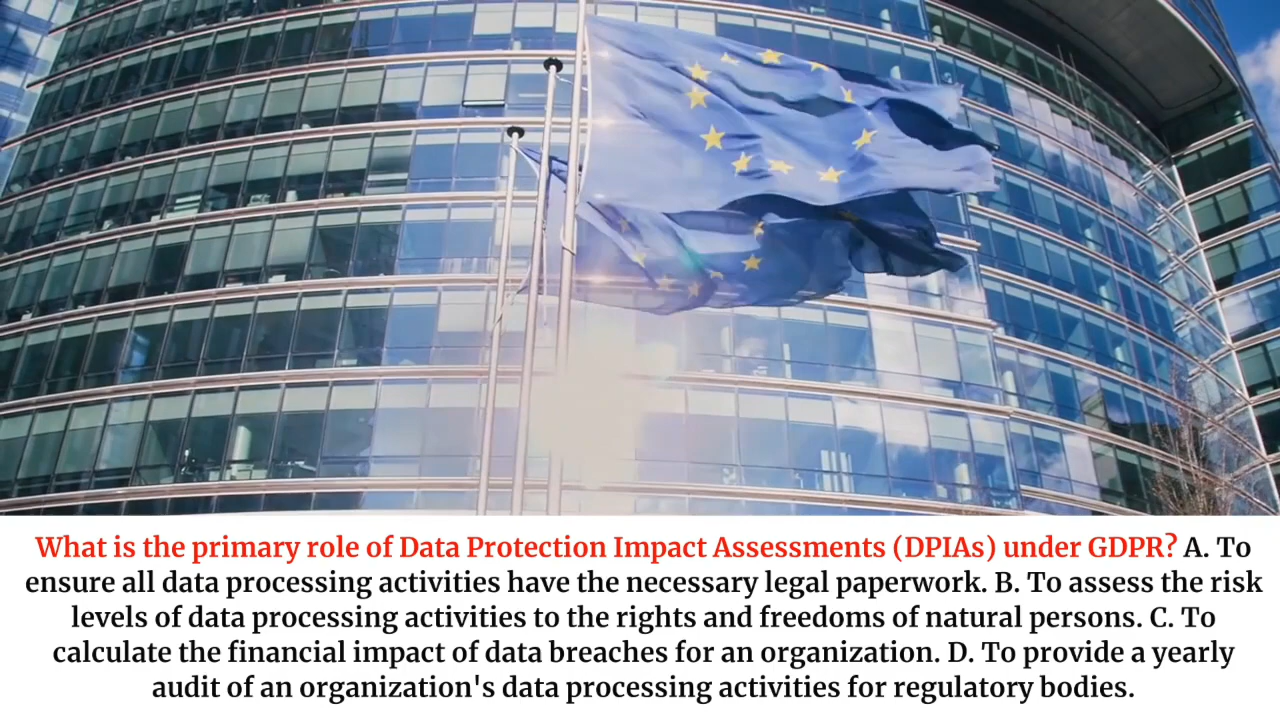 What is the primary role of Data Protection Impact Assessments (DPIAs) under GDPR? A. To
ensure all data processing activities have the necessary legal paperwork. B. To assess the risk
levels of data processing activities to the rights and freedoms of natural persons. C. To
calculate the financial impact of data breaches for an organization. D. To provide a yearly
audit of an organization's data processing activities for regulatory bodies.